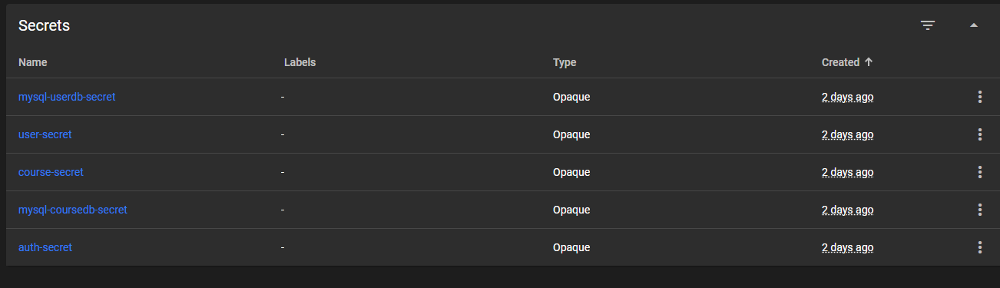 Secrets
Name Labels Type Created
mysql-userdb-secret - Opaque 2 days ago
user-secret - Opaque 2 days ago
course-secret - Opaque 2 days ago
mysql-coursedb-secret - Opaque 2 days ago
auth-secret - Opaque 2 days ago